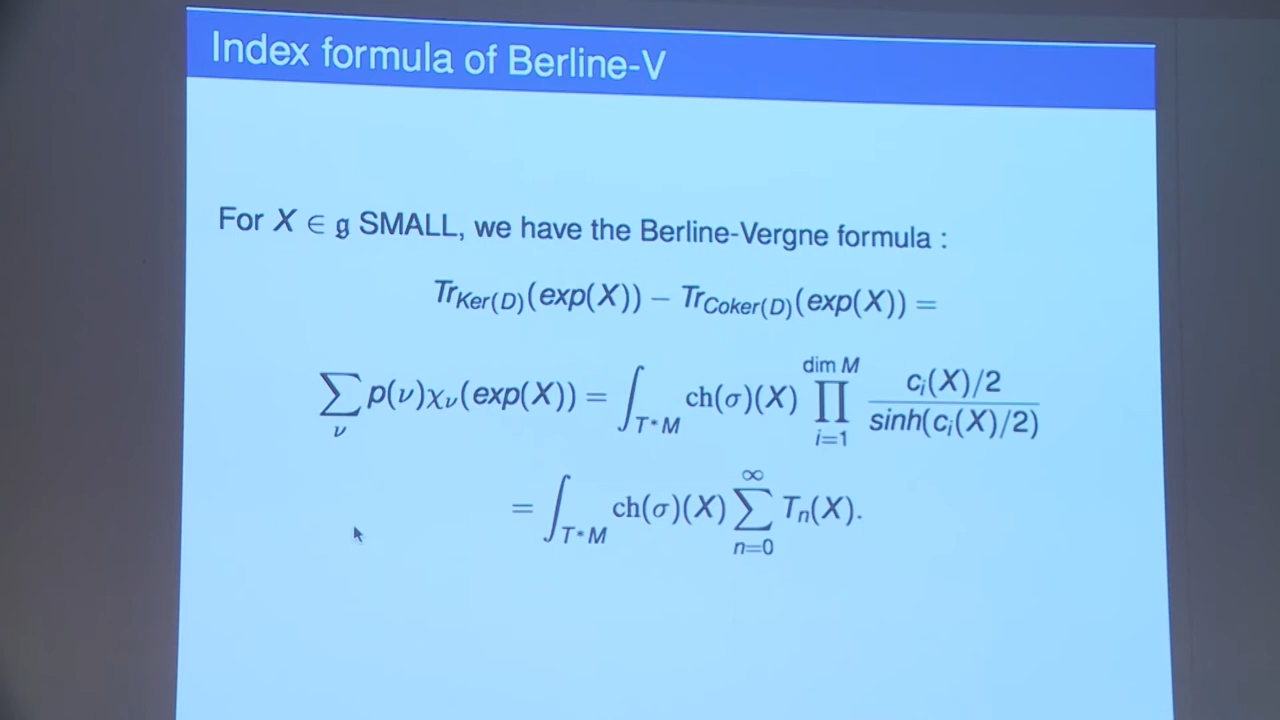 Index formula of Berline-V
For X ∈ 𝔤 SMALL, we have the Berline-Vergne formula :
Tr_{Ker(D)}(exp(X)) − Tr_{Coker(D)}(exp(X)) =
∑_ν p(ν)χ_ν(exp(X)) = ∫_{T*M} ch(σ)(X) ∏_{i=1}^{dim M} \frac{c_i(X)/2}{sinh(c_i(X)/2)}
= ∫_{T*M} ch(σ)(X) ∑_{n=0}^{∞} T_n(X).